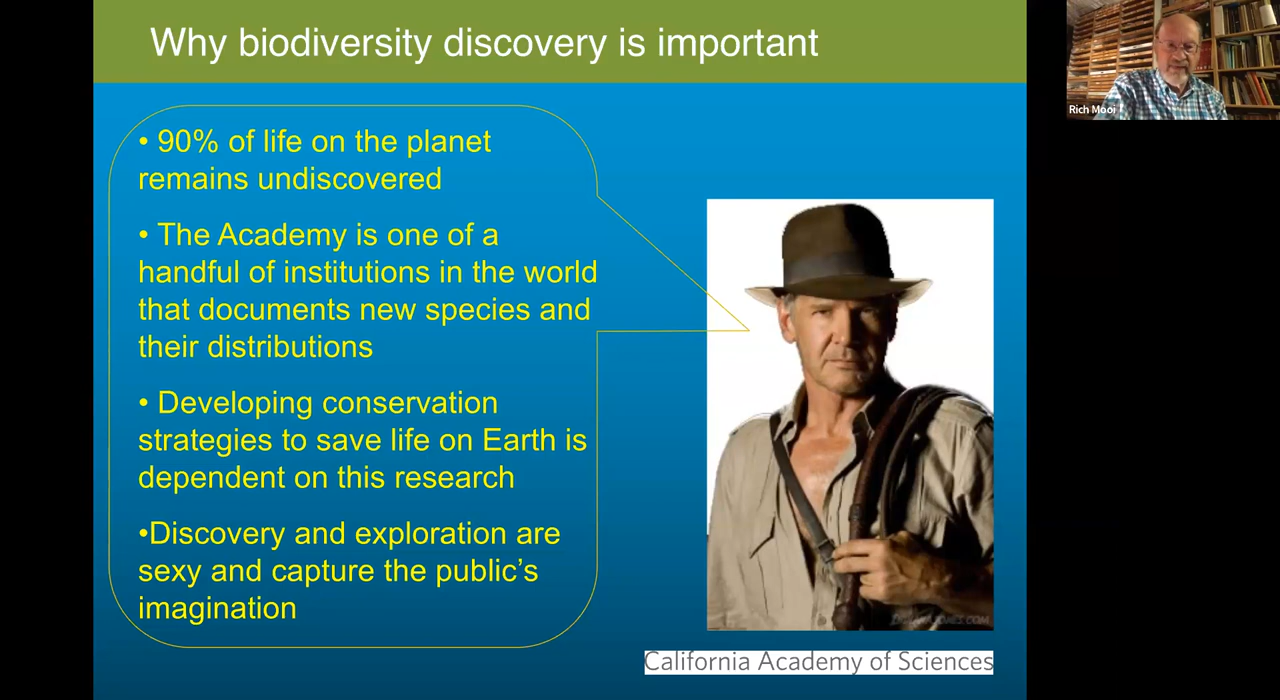 Why biodiversity discovery is important
Rich Mooi
• 90% of life on the planet
remains undiscovered
• The Academy is one of a
handful of institutions in the world
that documents new species and
their distributions
• Developing conservation
strategies to save life on Earth is
dependent on this research
•Discovery and exploration are
sexy and capture the public’s
imagination
California Academy of Sciences